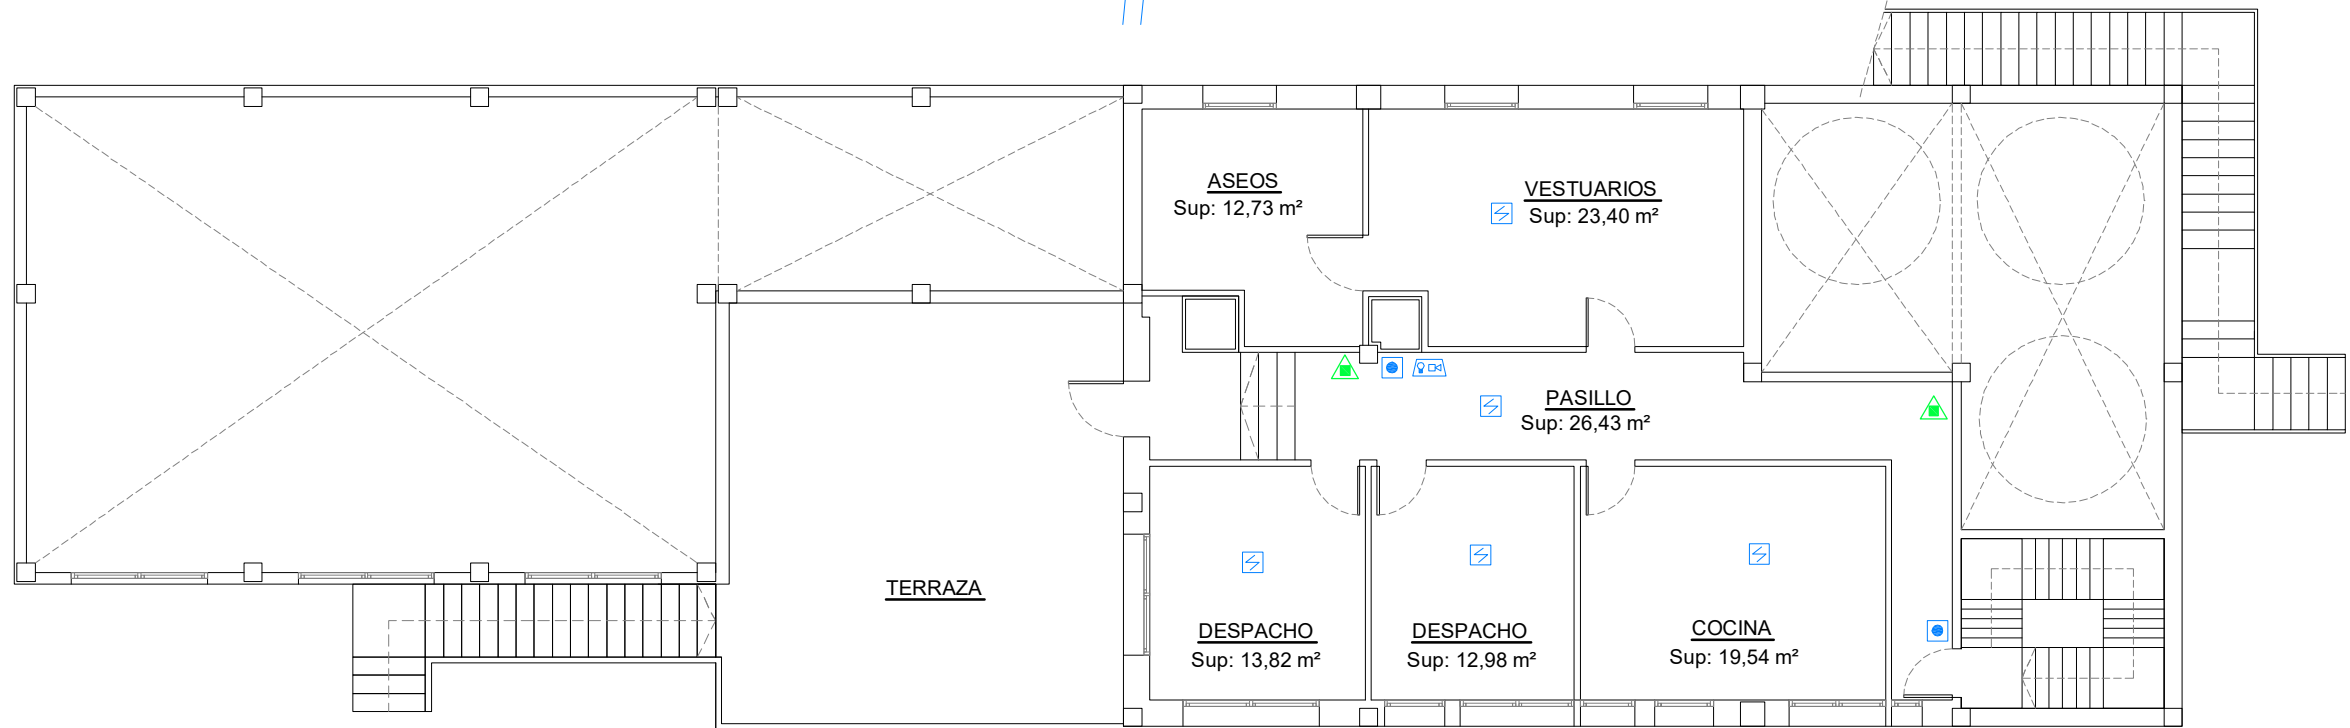 ASEOS
Sup: 12,73 m²
VESTUARIOS
Sup: 23,40 m²
PASILLO
Sup: 26,43 m²
TERRAZA
DESPACHO
Sup: 13,82 m²
DESPACHO
Sup: 12,98 m²
COCINA
Sup: 19,54 m²